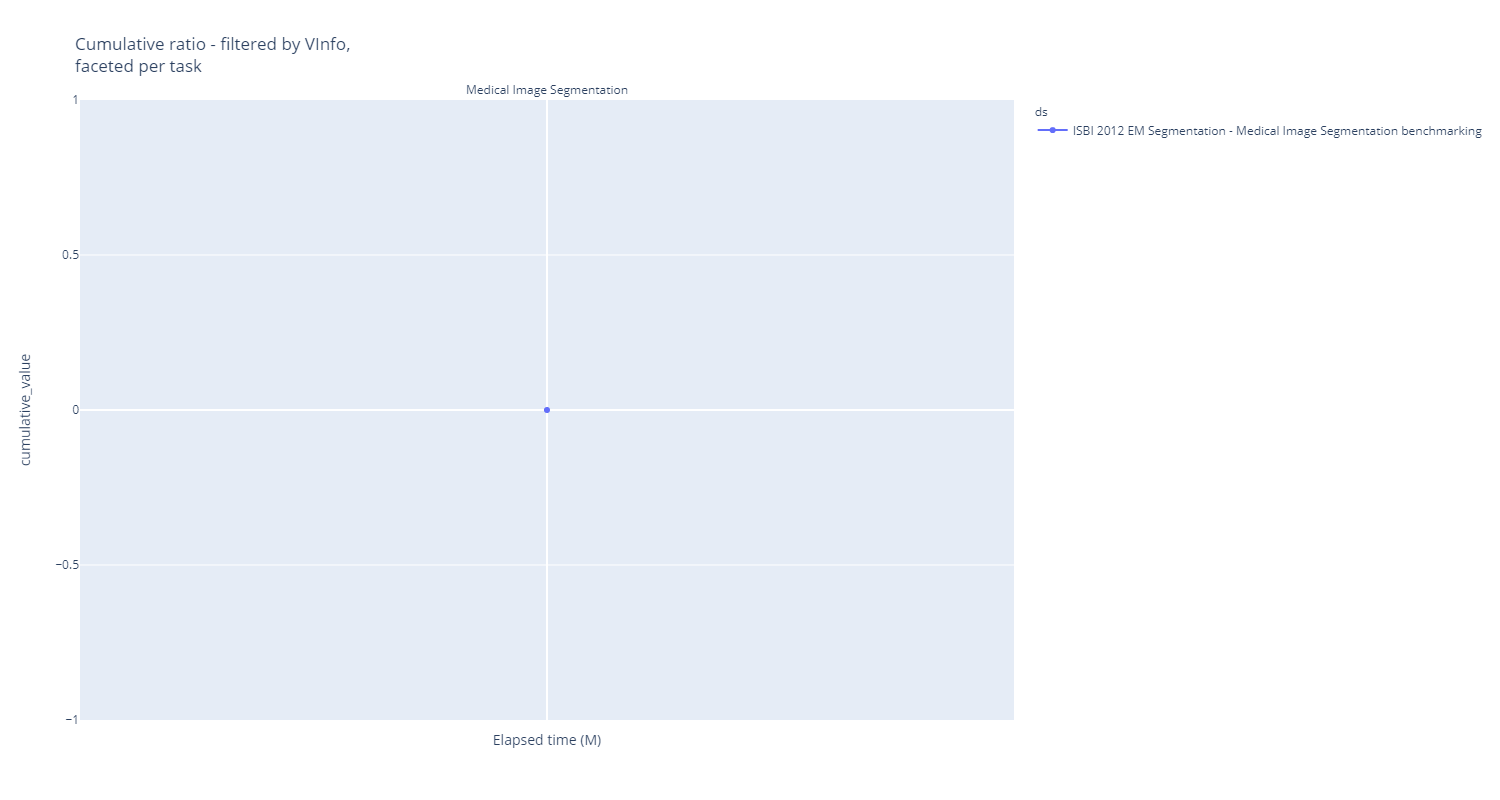 Cumulative ratio - filtered by VInfo,
faceted per task
Medical Image Segmentation
1
0.5
0
−0.5
−1
cumulative_value
Elapsed time (M)
ds
ISBI 2012 EM Segmentation - Medical Image Segmentation benchmarking